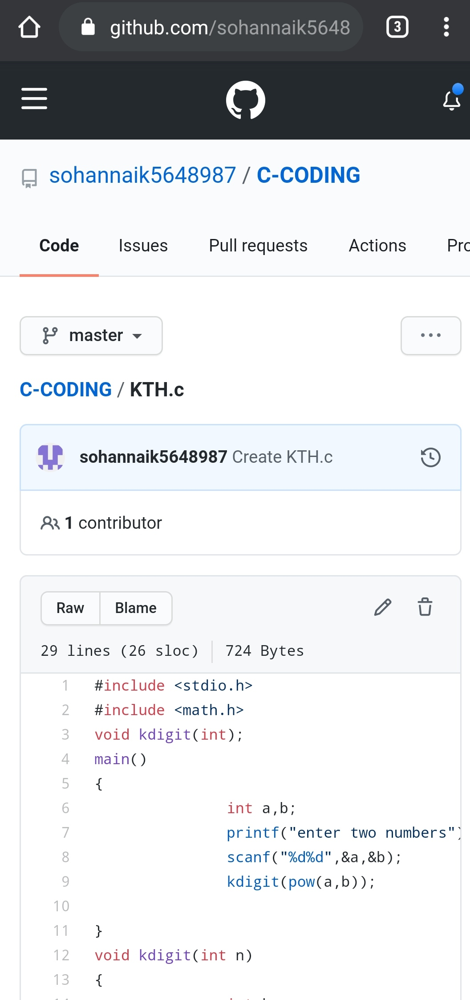 github.com/sohannaik5648
3
sohannaik5648987 / C-CODING
Code Issues Pull requests Actions Pro
master
C-CODING / KTH.c
sohannaik5648987 Create KTH.c
1 contributor
Raw Blame
29 lines (26 sloc) 724 Bytes
1 #include <stdio.h>
2 #include <math.h>
3 void kdigit(int);
4 main()
5 {
6 int a,b;
7 printf("enter two numbers")
8 scanf("%d%d",&a,&b);
9 kdigit(pow(a,b));
10
11 }
12 void kdigit(int n)
13 {